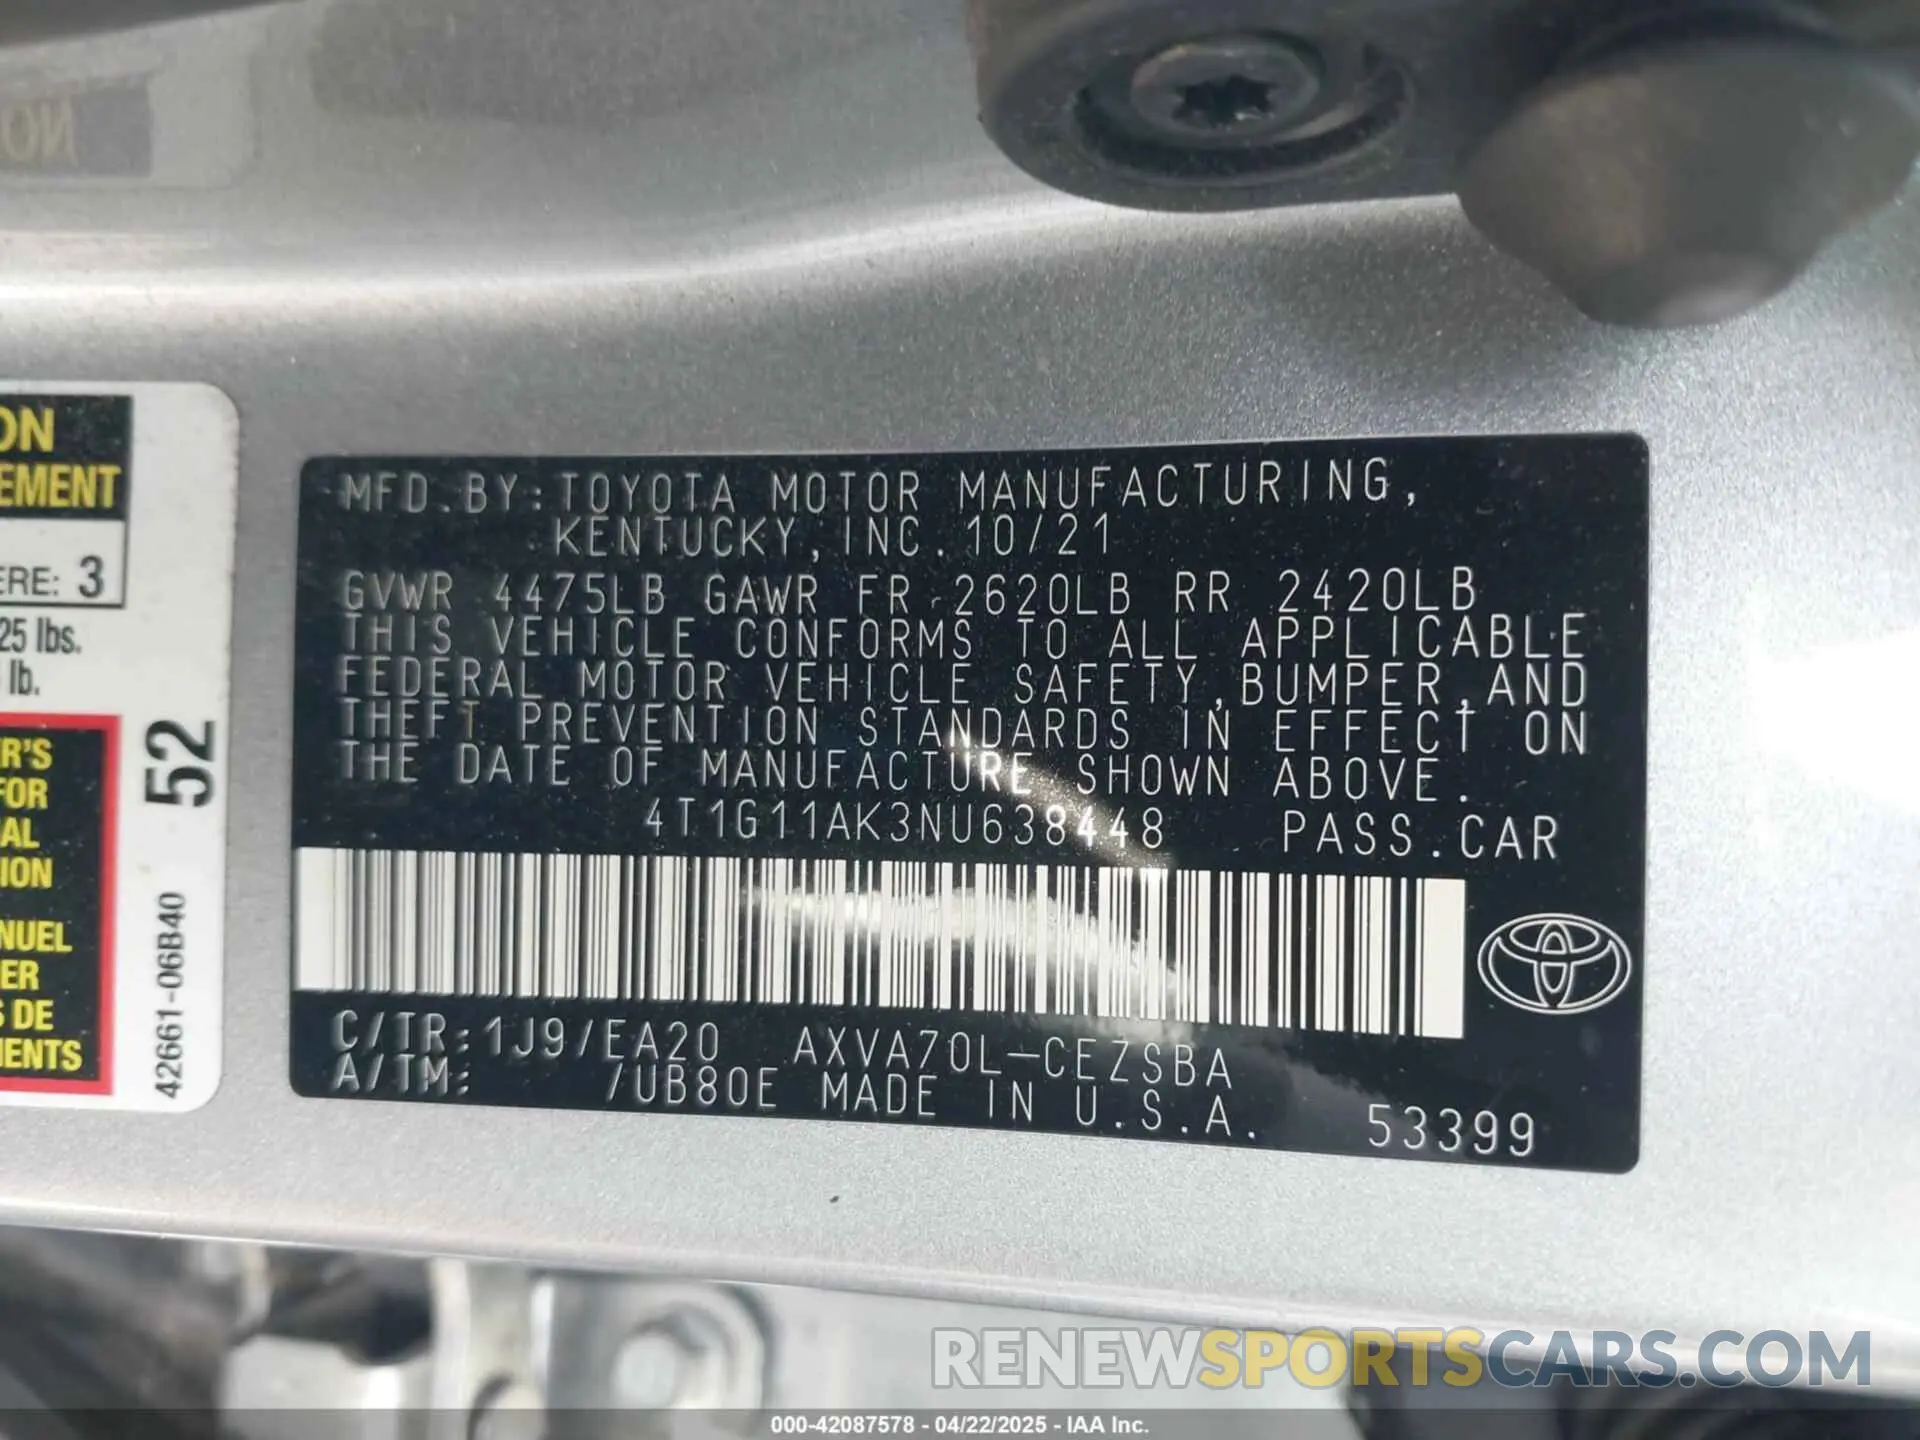 ON
EMENT
ERE: 3
25 lbs.
lb.
52
ER'S
FOR
AL
ION
NUEL
ER
S DE
MENTS
42661-06B40
MFD.BY:TOYOTA MOTOR MANUFACTURING,
KENTUCKY,INC. 10/21
GVWR 4475LB GAWR FR 2620LB RR 2420LB
THIS VEHICLE CONFORMS TO ALL APPLICABLE
FEDERAL MOTOR VEHICLE SAFETY,BUMPER,AND
THEFT PREVENTION STANDARDS IN EFFECT ON
THE DATE OF MANUFACTURE SHOWN ABOVE.
4T1G11AK3NU638448 PASS.CAR
C/TR:1J9/EA20 AXVA70L-CEZSBA
A/TM: /UB80E MADE IN U.S.A. 53399
RENEWSPORTSCARS.COM
000-42087578 - 04/22/2025 - IAA Inc.